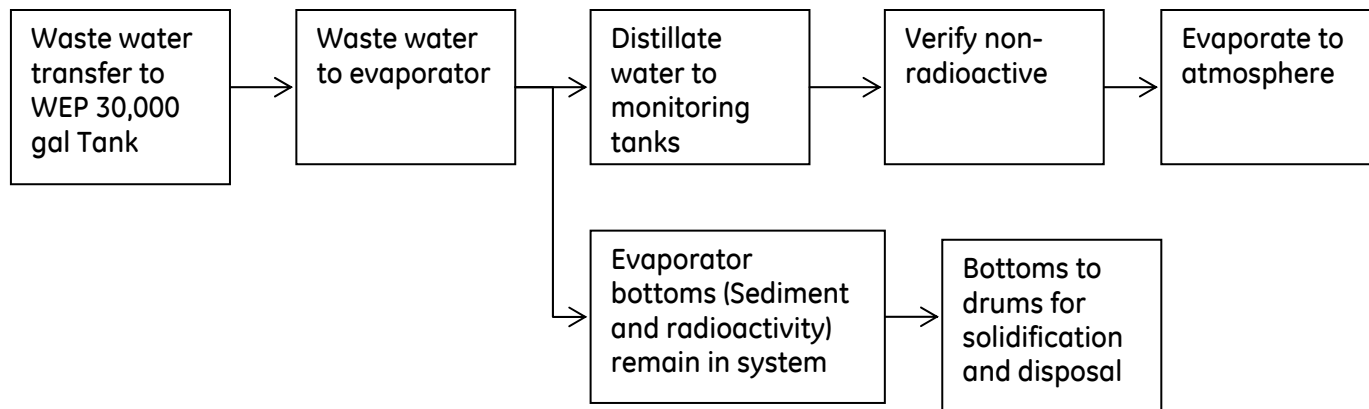 Waste water
transfer to
WEP 30,000
gal Tank
Waste water
to evaporator
Distillate
water to
monitoring
tanks
Verify non-
radioactive
Evaporate to
atmosphere
Evaporator
bottoms (Sediment
and radioactivity)
remain in system
Bottoms to
drums for
solidification
and disposal